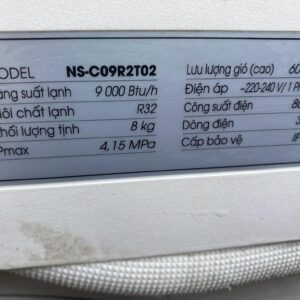 ODEL NS-C09R2T02 Lưu lượng gió (cao) 60
ng suất lạnh 9 000 Btu/h Điện áp ~220-240 V/ 1 P
ôi chất lạnh R32 Công suất điện
hối lượng tịnh 8 kg Dòng điện
Pmax 4,15 MPa Cấp bảo vệ